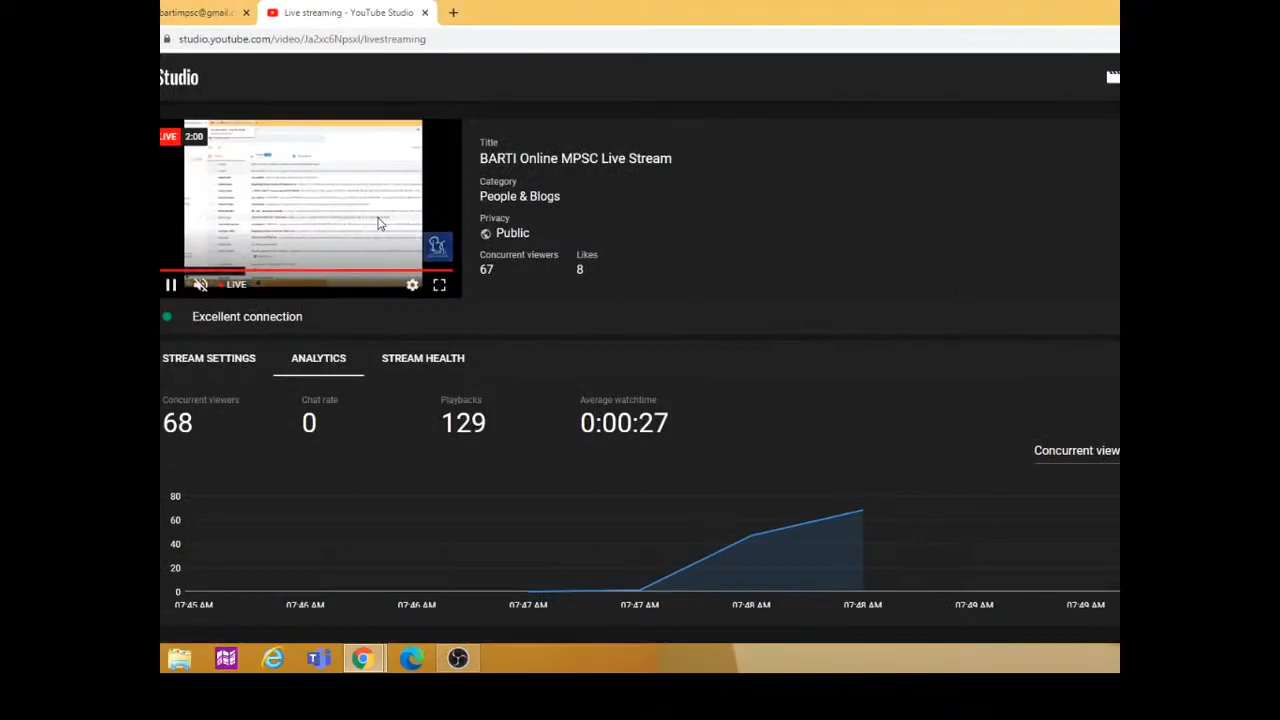 bartimpsc@gmail.c
Live streaming - YouTube Studio
studio.youtube.com/video/Ja2xc6NpsxI/livestreaming
Studio
LIVE 2:00
LIVE
Title
BARTI Online MPSC Live Stream
Category
People & Blogs
Privacy
Public
Concurrent viewers Likes
67 8
Excellent connection
STREAM SETTINGS ANALYTICS STREAM HEALTH
Concurrent viewers Chat rate Playbacks Average watchtime
68 0 129 0:00:27
Concurrent view
80
60
40
20
0
07:45 AM 07:46 AM 07:46 AM 07:47 AM 07:47 AM 07:48 AM 07:48 AM 07:49 AM 07:49 AM